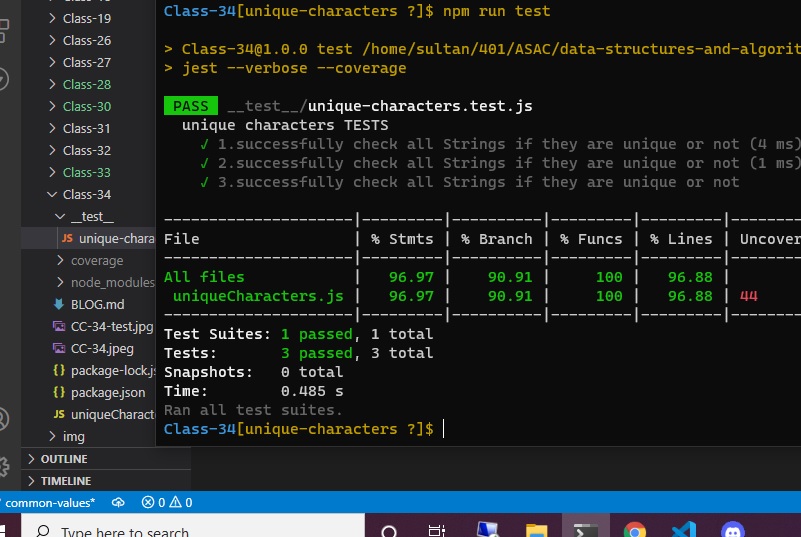 Class-19
Class-26
Class-27
Class-28
Class-30
Class-31
Class-32
Class-33
Class-34
__test__
JS unique-chara
coverage
node_modules
BLOG.md
CC-34-test.jpg
CC-34.jpeg
{} package-lock.js
{} package.json
JS uniqueCharacte
img
OUTLINE
TIMELINE
common-values*
0 0
Type here to search
Class-34[unique-characters ?]$ npm run test
> Class-34@1.0.0 test /home/sultan/401/ASAC/data-structures-and-algorit
> jest --verbose --coverage
PASS __test__/unique-characters.test.js
unique characters TESTS
✓ 1.successfully check all Strings if they are unique or not (4 ms)
✓ 2.successfully check all Strings if they are unique or not (1 ms)
✓ 3.successfully check all Strings if they are unique or not
--------------------|---------|----------|---------|---------|--------
File | % Stmts | % Branch | % Funcs | % Lines | Uncover
--------------------|---------|----------|---------|---------|--------
All files | 96.97 | 90.91 | 100 | 96.88 |
uniqueCharacters.js | 96.97 | 90.91 | 100 | 96.88 | 44
--------------------|---------|----------|---------|---------|--------
Test Suites: 1 passed, 1 total
Tests: 3 passed, 3 total
Snapshots: 0 total
Time: 0.485 s
Ran all test suites.
Class-34[unique-characters ?]$